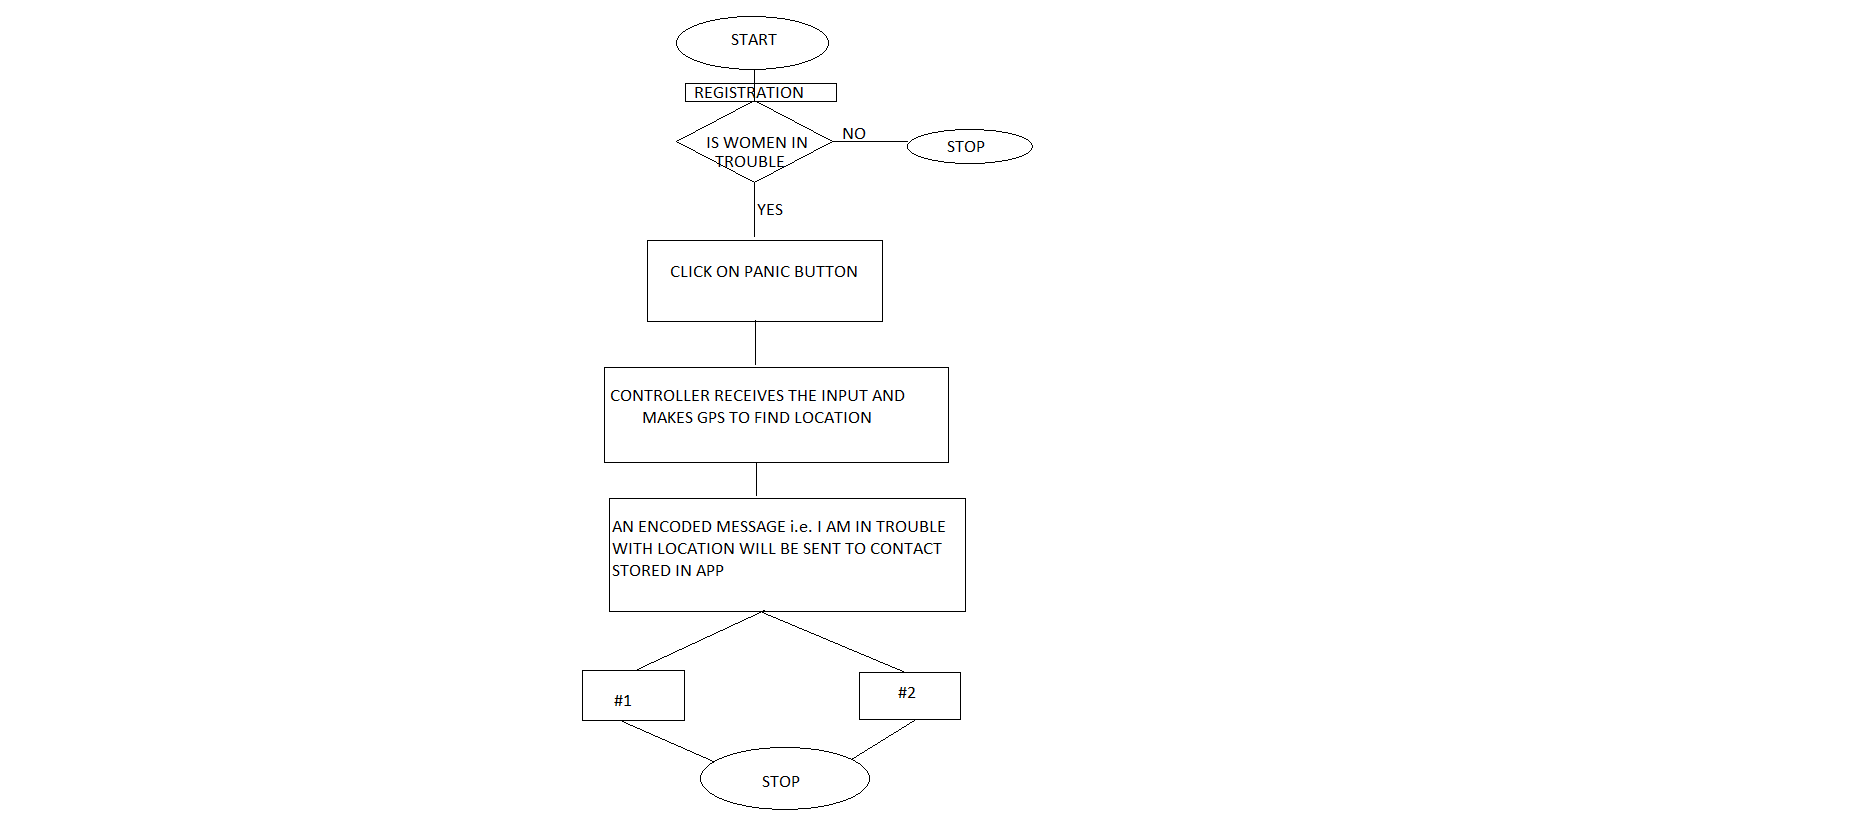 START
REGISTRATION
IS WOMEN IN
TROUBLE
NO
STOP
YES
CLICK ON PANIC BUTTON
CONTROLLER RECEIVES THE INPUT AND
MAKES GPS TO FIND LOCATION
AN ENCODED MESSAGE i.e. I AM IN TROUBLE
WITH LOCATION WILL BE SENT TO CONTACT
STORED IN APP
#1
#2
STOP